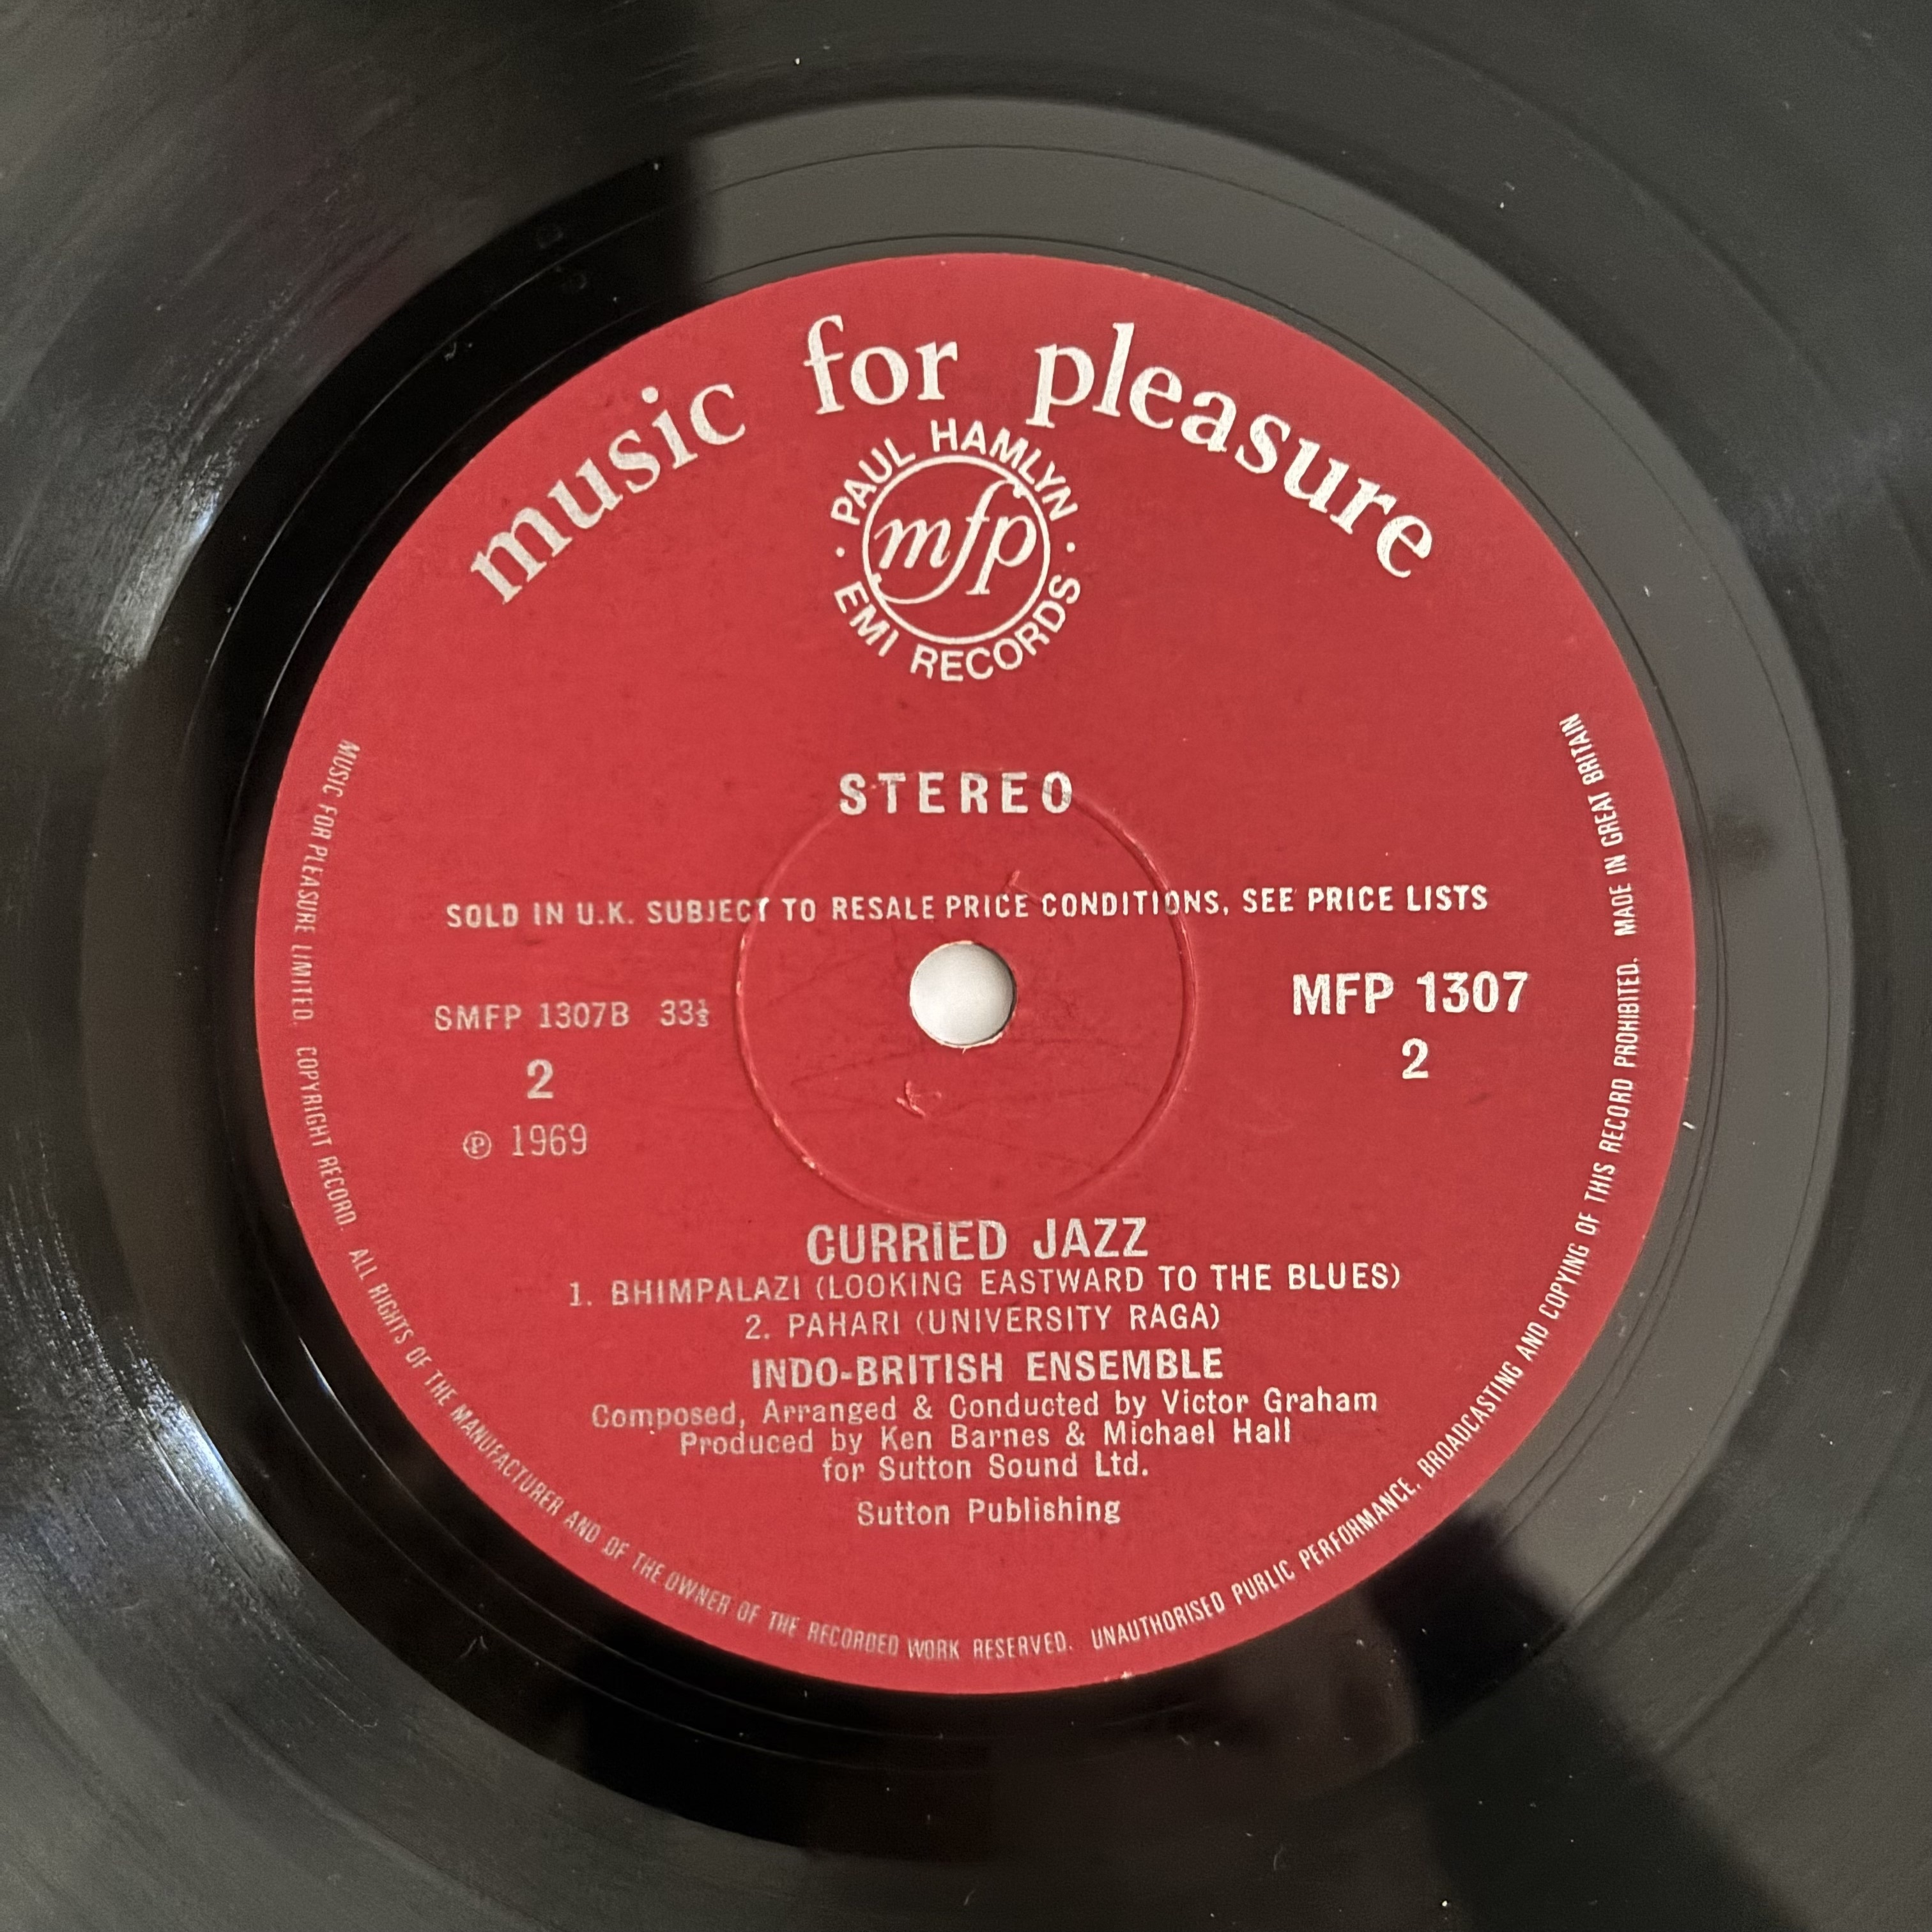 music for pleasure
PAUL HAMLYN
mfp
EMI RECORDS
STEREO
SOLD IN U.K. SUBJECT TO RESALE PRICE CONDITIONS, SEE PRICE LISTS
SMFP 1307B 33⅓
2
℗ 1969
MFP 1307
2
CURRIED JAZZ
1. BHIMPALAZI (LOOKING EASTWARD TO THE BLUES)
2. PAHARI (UNIVERSITY RAGA)
INDO-BRITISH ENSEMBLE
Composed, Arranged & Conducted by Victor Graham
Produced by Ken Barnes & Michael Hall
for Sutton Sound Ltd.
Sutton Publishing
MUSIC FOR PLEASURE LIMITED. COPYRIGHT RECORD. ALL RIGHTS OF THE MANUFACTURER AND OF THE OWNER OF THE RECORDED WORK RESERVED. UNAUTHORISED PUBLIC PERFORMANCE, BROADCASTING AND COPYING OF THIS RECORD PROHIBITED. MADE IN GREAT BRITAIN